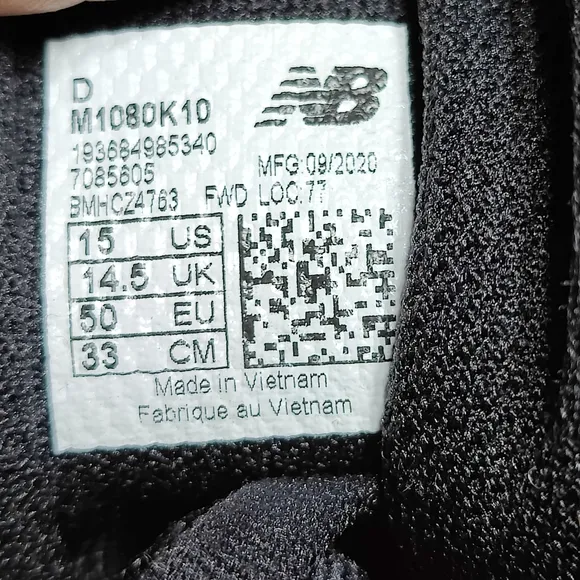 D
M1080K10
NB
193684985340
7085605
MFG:09/2020
BMHCZ4763 FWD LOC:77
15 US
14.5 UK
50 EU
33 CM
Made in Vietnam
Fabrique au Vietnam